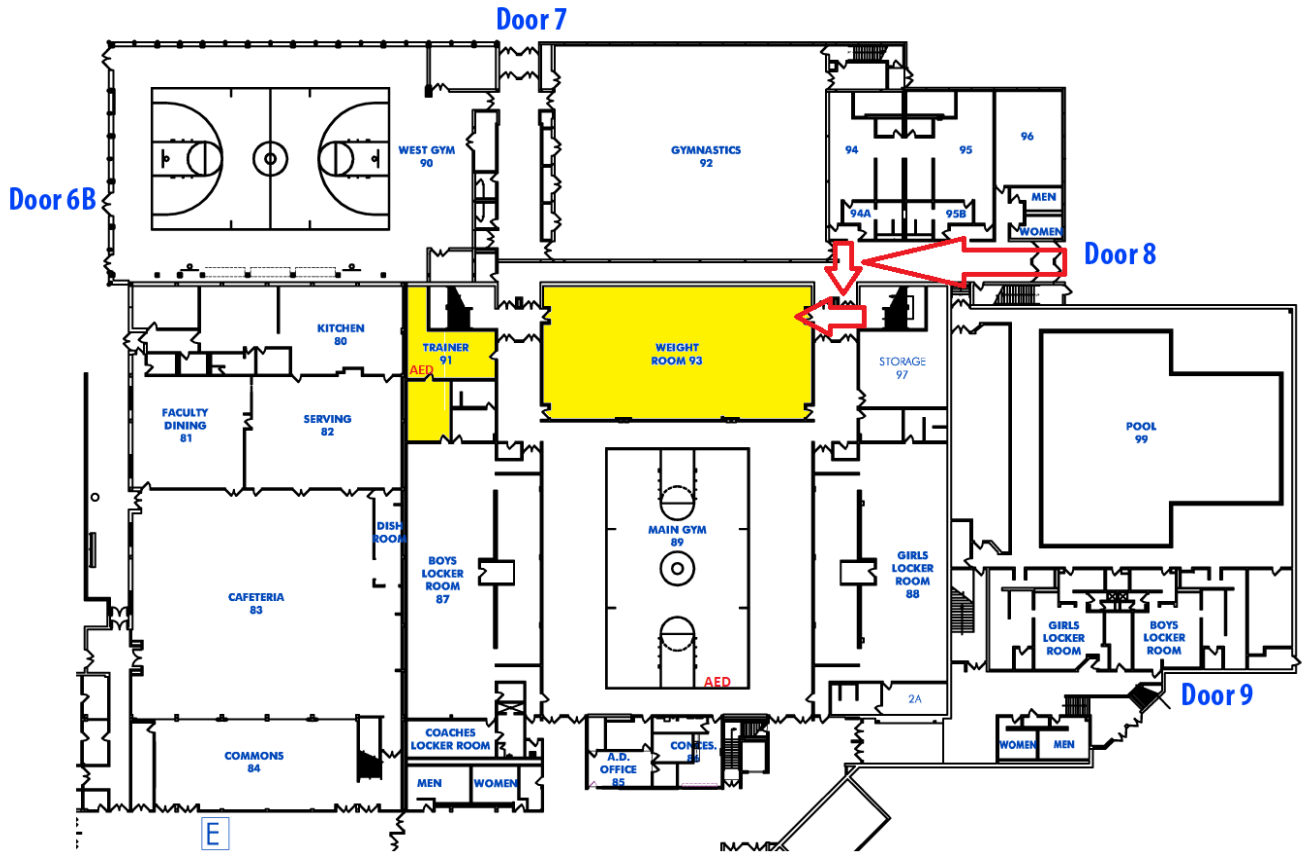 Door 7
WEST GYM
90
GYMNASTICS
92
94
95
96
Door 6B
MEN
94A
95B
WOMEN
Door 8
KITCHEN
80
TRAINER
91
AED
WEIGHT
ROOM 93
STORAGE
97
FACULTY
DINING
81
SERVING
82
POOL
99
DISH
ROOM
MAIN GYM
89
BOYS
LOCKER
ROOM
87
GIRLS
LOCKER
ROOM
88
CAFETERIA
83
GIRLS
LOCKER
ROOM
BOYS
LOCKER
ROOM
AED
2A
Door 9
COACHES
LOCKER ROOM
CONCES.
86
A.D.
OFFICE
85
WOMEN
MEN
COMMONS
84
MEN
WOMEN
E